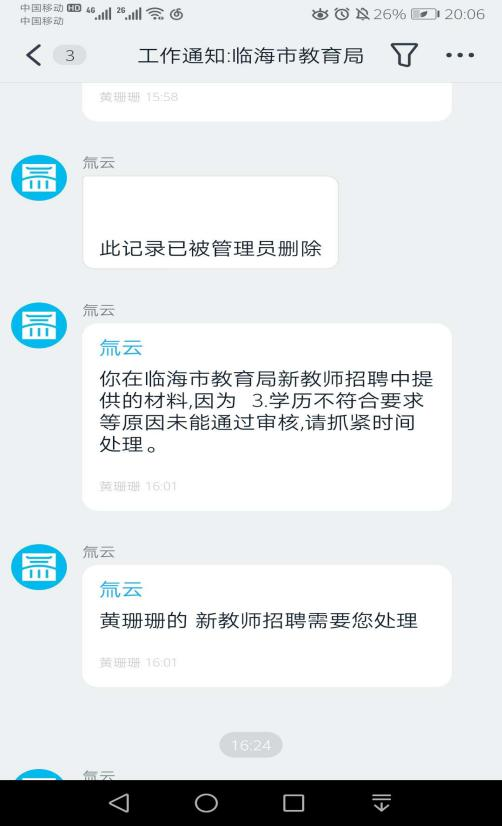 中国移动 HD 4G 2G 26% 20:06
中国移动
3 工作通知:临海市教育局
黄珊珊 15:58
氚云
此记录已被管理员删除
氚云
氚云
你在临海市教育局新教师招聘中提
供的材料,因为 3.学历不符合要求
等原因未能通过审核,请抓紧时间
处理。
黄珊珊 16:01
氚云
氚云
黄珊珊的 新教师招聘需要您处理
黄珊珊 16:01
16:24
氚云